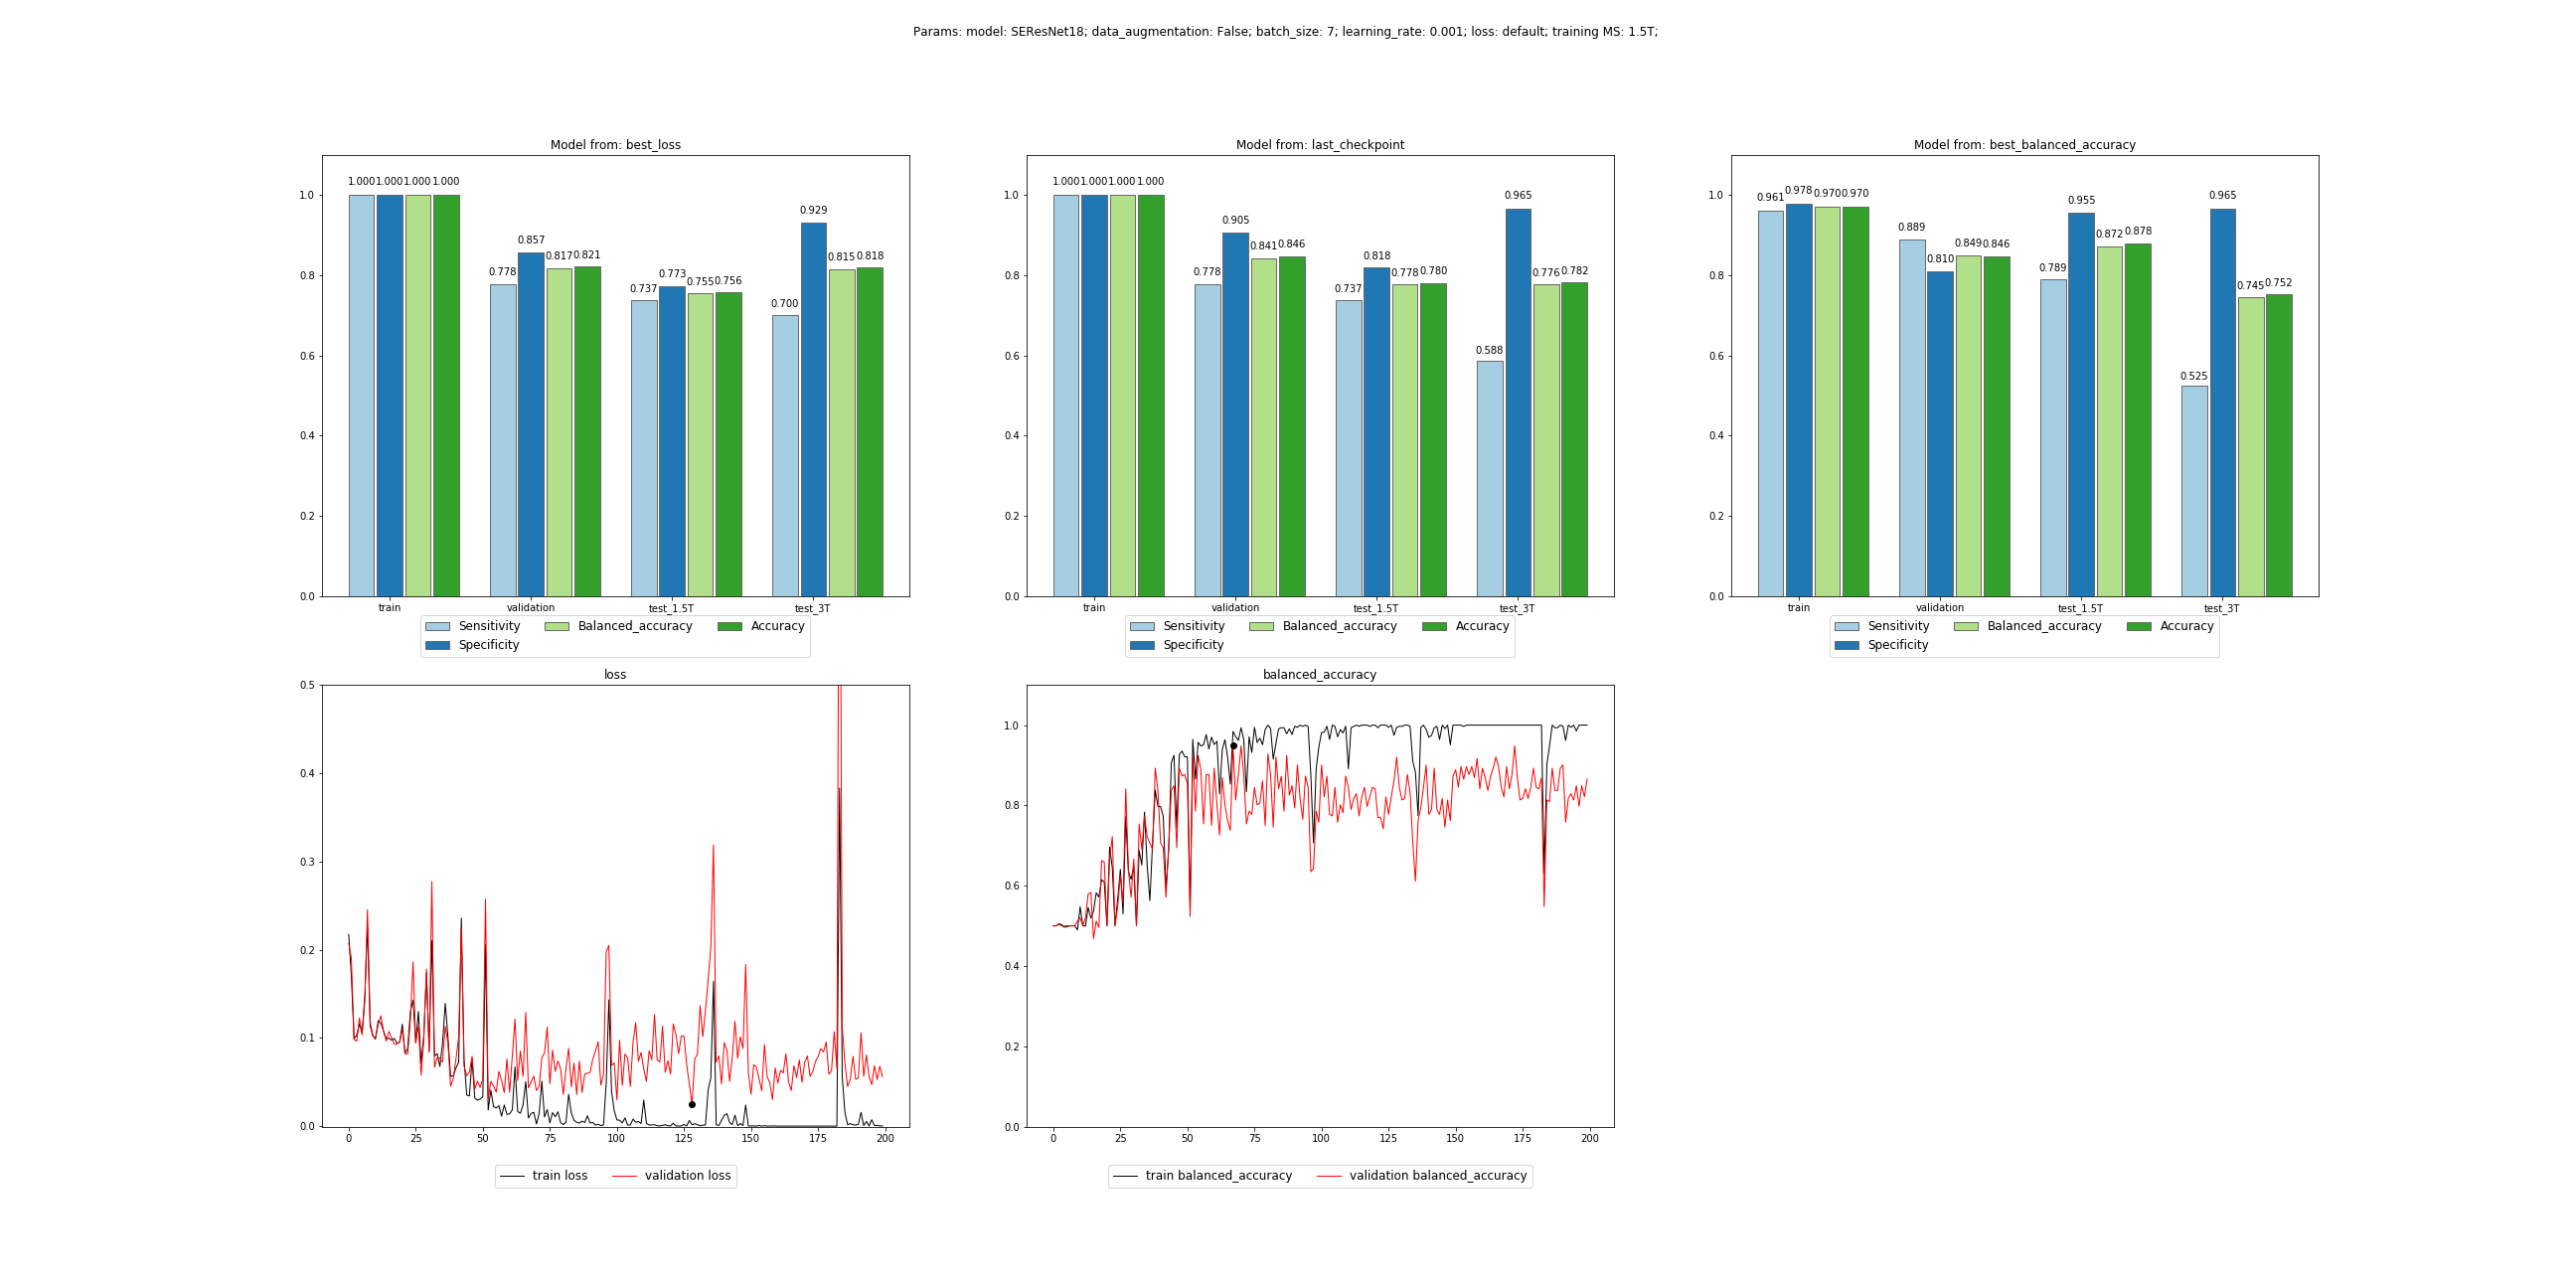 Params: model: SEResNet18; data_augmentation: False; batch_size: 7; learning_rate: 0.001; loss: default; training MS: 1.5T;
Model from: best_loss
1.000 1.000 1.000 1.000
0.778 0.857 0.817 0.821
0.737 0.773 0.755 0.756
0.700 0.929 0.815 0.818
1.0
0.8
0.6
0.4
0.2
0.0
train validation test_1.5T test_3T
Sensitivity Balanced_accuracy Accuracy
Specificity
Model from: last_checkpoint
1.000 1.000 1.000 1.000
0.778 0.905 0.841 0.846
0.737 0.818 0.778 0.780
0.588 0.965 0.776 0.782
1.0
0.8
0.6
0.4
0.2
0.0
train validation test_1.5T test_3T
Sensitivity Balanced_accuracy Accuracy
Specificity
Model from: best_balanced_accuracy
0.961 0.978 0.970 0.970
0.889 0.810 0.849 0.846
0.789 0.955 0.872 0.878
0.525 0.965 0.745 0.752
1.0
0.8
0.6
0.4
0.2
0.0
train validation test_1.5T test_3T
Sensitivity Balanced_accuracy Accuracy
Specificity
loss
0.5
0.4
0.3
0.2
0.1
0.0
0 25 50 75 100 125 150 175 200
train loss validation loss
balanced_accuracy
1.0
0.8
0.6
0.4
0.2
0.0
0 25 50 75 100 125 150 175 200
train balanced_accuracy validation balanced_accuracy